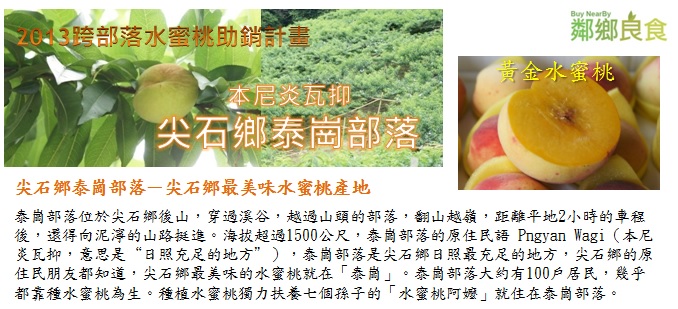 2013跨部落水蜜桃助銷計畫
本尼炎瓦抑
尖石鄉泰崗部落
Buy NearBy
鄰鄉良食
黃金水蜜桃
尖石鄉泰崗部落－尖石鄉最美味水蜜桃產地
泰崗部落位於尖石鄉後山，穿過溪谷，越過山頭的部落，翻山越嶺，距離平地2小時的車程
後，還得向泥濘的山路挺進。海拔超過1500公尺，泰崗部落的原住民語 Pngyan Wagi（本尼
炎瓦抑，意思是“日照充足的地方”），泰崗部落是尖石鄉日照最充足的地方，尖石鄉的原
住民朋友都知道，尖石鄉最美味的水蜜桃就在「泰崗」。泰崗部落大約有100戶居民，幾乎
都靠種水蜜桃為生。種植水蜜桃獨力扶養七個孫子的「水蜜桃阿嬤」就住在泰崗部落。